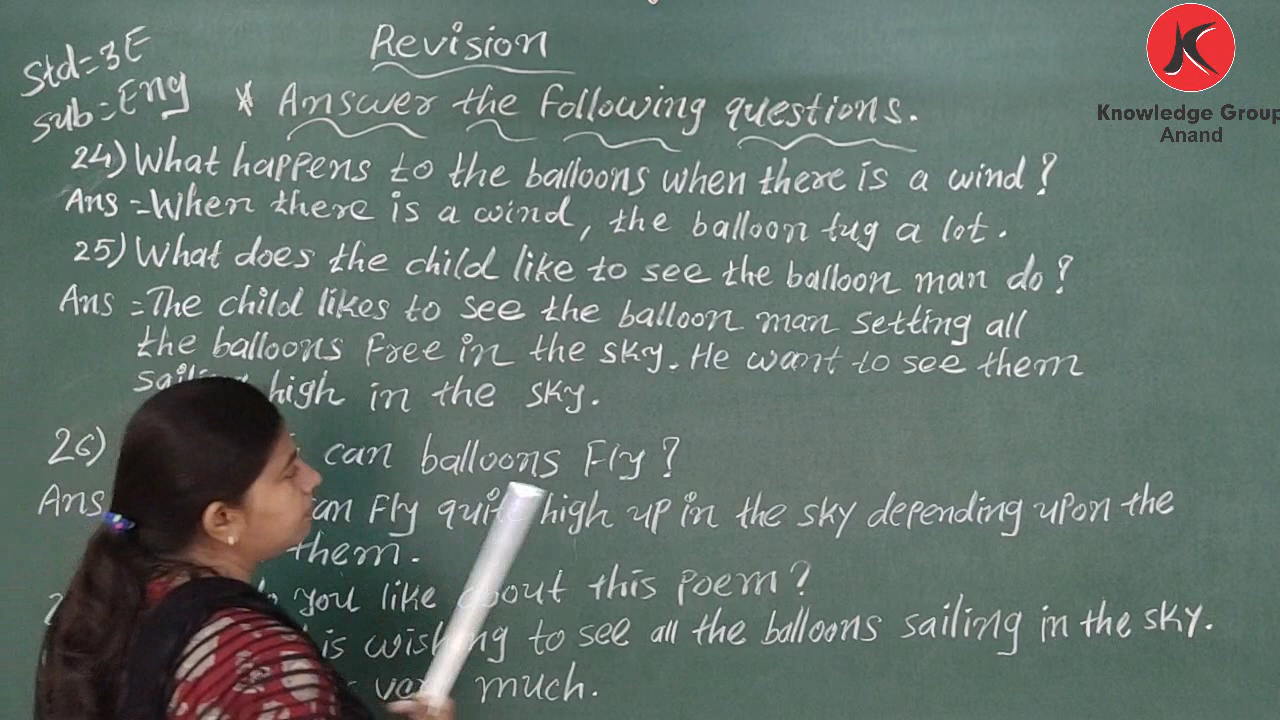 Std=3E
Revision
sub=Eng
* Answer the following questions.
24) What happens to the balloons when there is a wind?
Ans = When there is a wind, the balloon tug a lot.
25) What does the child like to see the balloon man do?
Ans = The child likes to see the balloon man setting all
the balloons Free in the sky. He want to see them
sailing high in the sky.
26) can balloons Fly?
Ans can Fly quite high up in the sky depending upon the
them.
you like about this Poem?
is wishing to see all the balloons sailing in the sky.
very much.
Knowledge Group
Anand